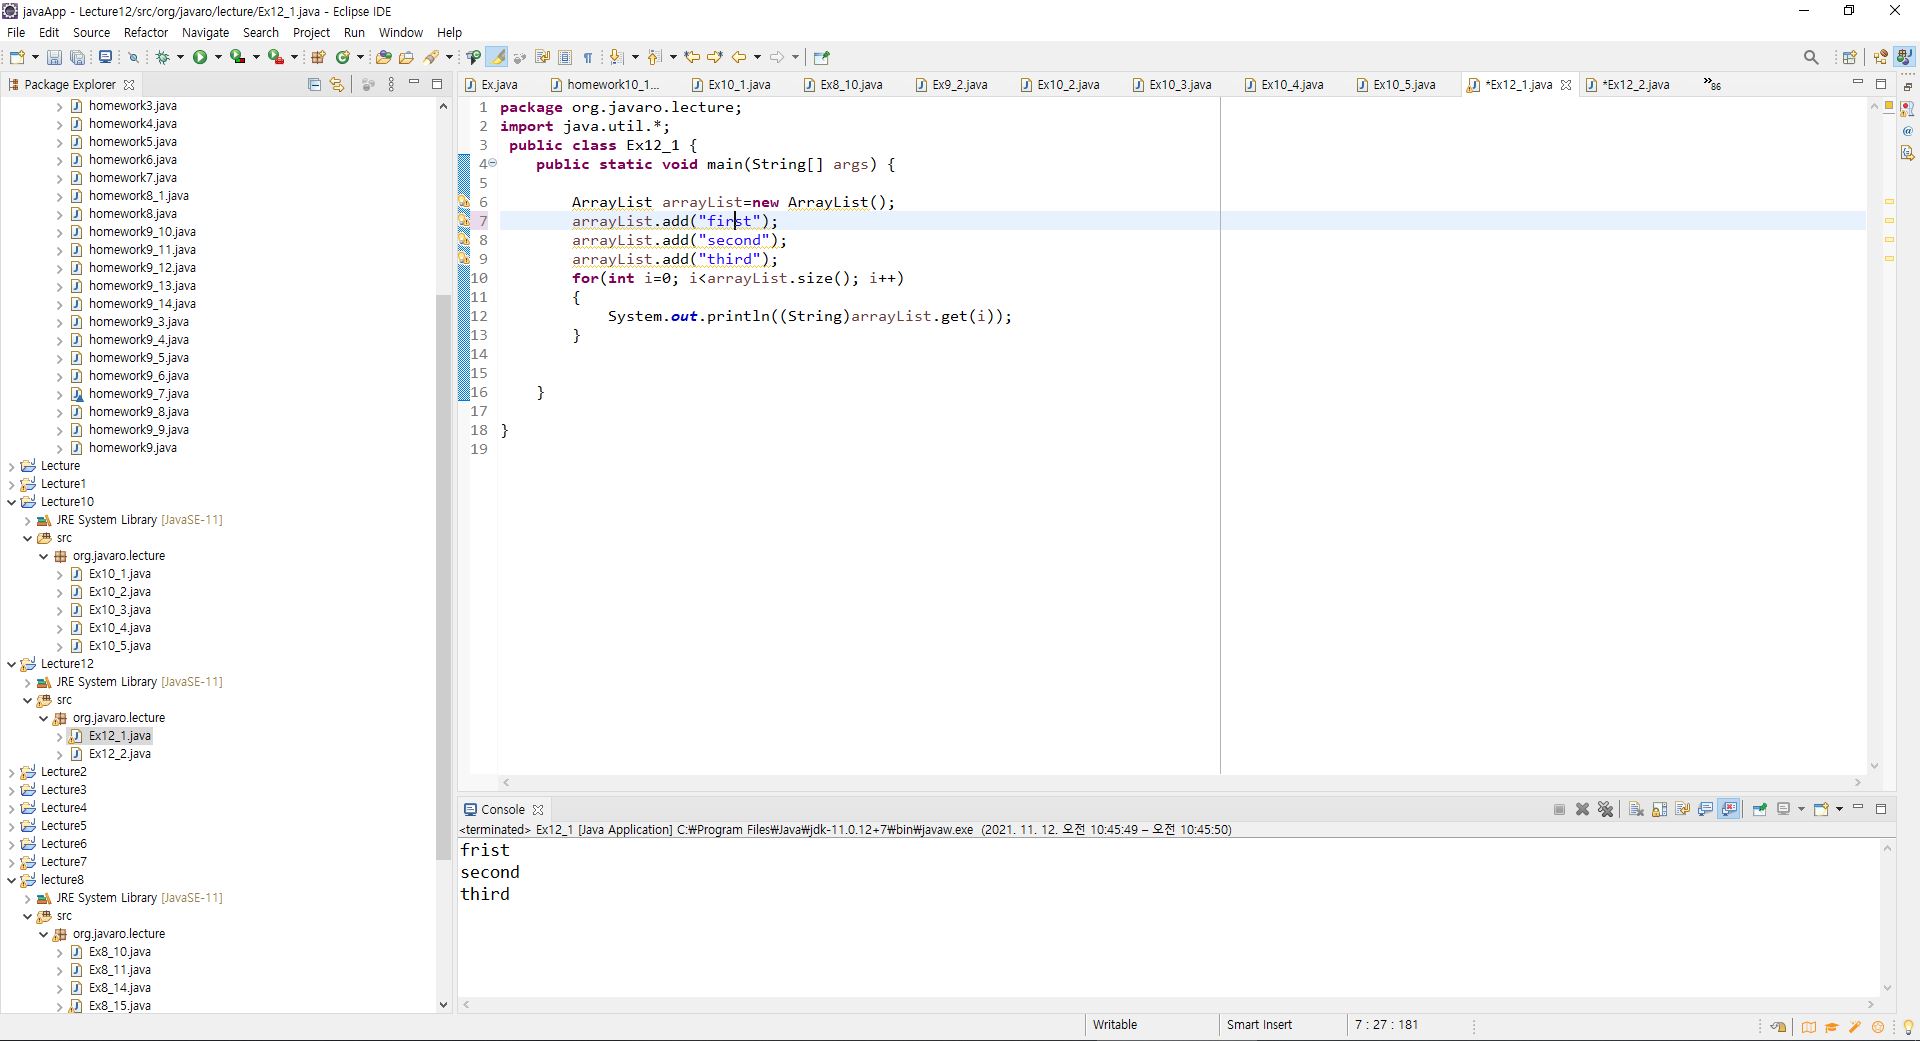 javaApp - Lecture12/src/org/javaro/lecture/Ex12_1.java - Eclipse IDE
File Edit Source Refactor Navigate Search Project Run Window Help
Package Explorer
homework3.java
homework4.java
homework5.java
homework6.java
homework7.java
homework8_1.java
homework8.java
homework9_10.java
homework9_11.java
homework9_12.java
homework9_13.java
homework9_14.java
homework9_3.java
homework9_4.java
homework9_5.java
homework9_6.java
homework9_7.java
homework9_8.java
homework9_9.java
homework9.java
Lecture
Lecture1
Lecture10
JRE System Library [JavaSE-11]
src
org.javaro.lecture
Ex10_1.java
Ex10_2.java
Ex10_3.java
Ex10_4.java
Ex10_5.java
Lecture12
JRE System Library [JavaSE-11]
src
org.javaro.lecture
Ex12_1.java
Ex12_2.java
Lecture2
Lecture3
Lecture4
Lecture5
Lecture6
Lecture7
lecture8
JRE System Library [JavaSE-11]
src
org.javaro.lecture
Ex8_10.java
Ex8_11.java
Ex8_14.java
Ex8_15.java
Ex.java homework10_1... Ex10_1.java Ex8_10.java Ex9_2.java Ex10_2.java Ex10_3.java Ex10_4.java Ex10_5.java *Ex12_1.java *Ex12_2.java »86
1 package org.javaro.lecture;
2 import java.util.*;
3 public class Ex12_1 {
4 public static void main(String[] args) {
5
6 ArrayList arrayList=new ArrayList();
7 arrayList.add("first");
8 arrayList.add("second");
9 arrayList.add("third");
10 for(int i=0; i<arrayList.size(); i++)
11 {
12 System.out.println((String)arrayList.get(i));
13 }
14
15
16 }
17
18 }
19
Console
<terminated> Ex12_1 [Java Application] C:₩Program Files₩Java₩jdk-11.0.12+7₩bin₩javaw.exe (2021. 11. 12. 오전 10:45:49 – 오전 10:45:50)
frist
second
third
Writable Smart Insert 7 : 27 : 181